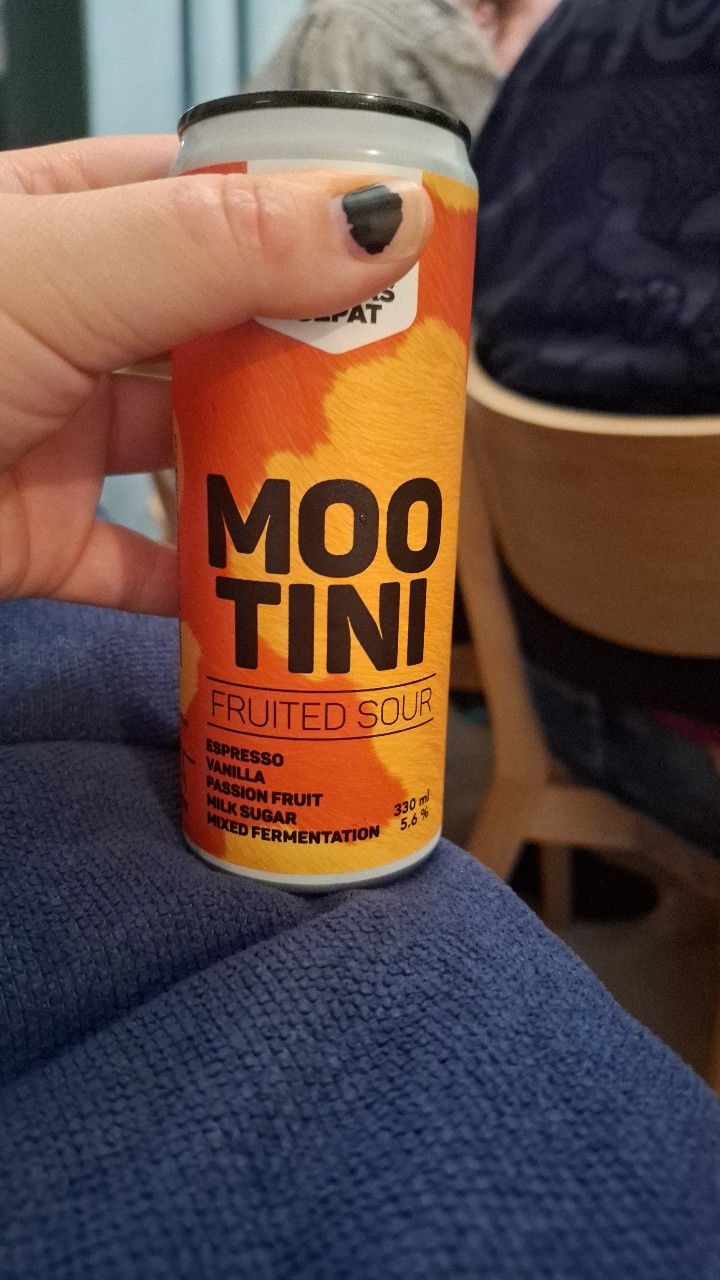 MOO
TINI
FRUITED SOUR
ESPRESSO
VANILLA
PASSION FRUIT
MILK SUGAR
MIXED FERMENTATION
330 ml
5,6 %